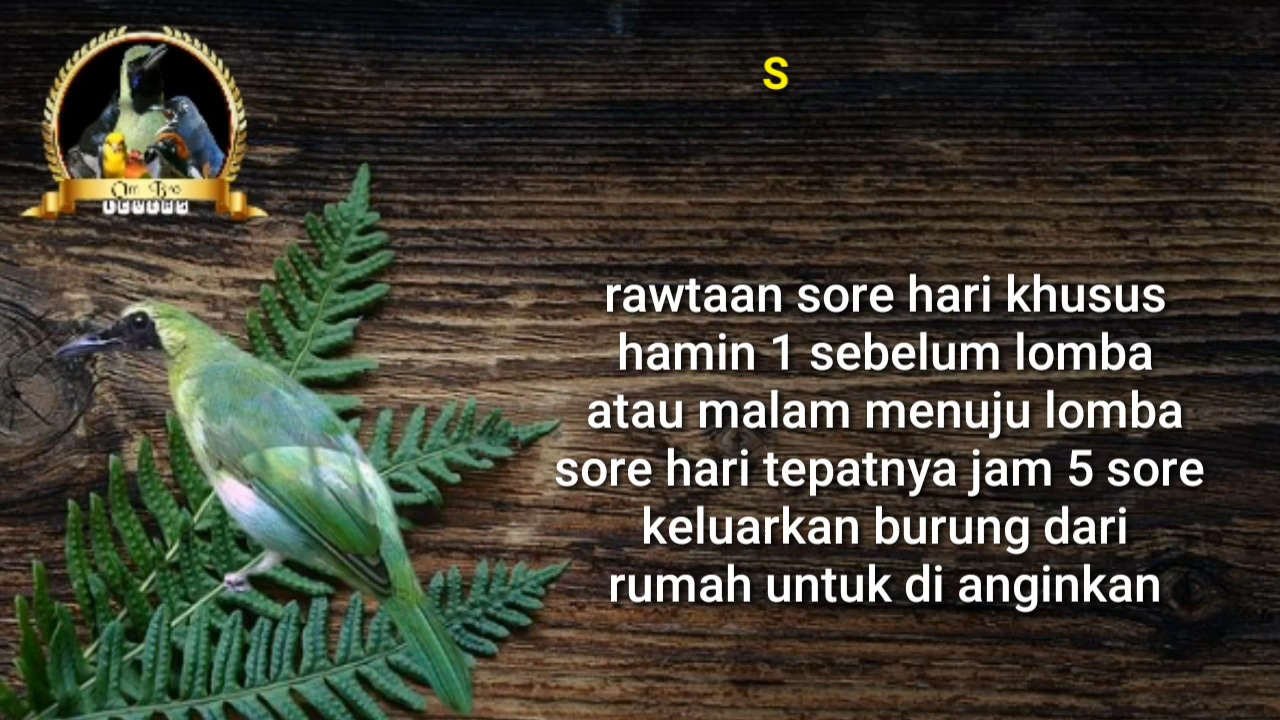 S
rawtaan sore hari khusus
hamin 1 sebelum lomba
atau malam menuju lomba
sore hari tepatnya jam 5 sore
keluarkan burung dari
rumah untuk di anginkan